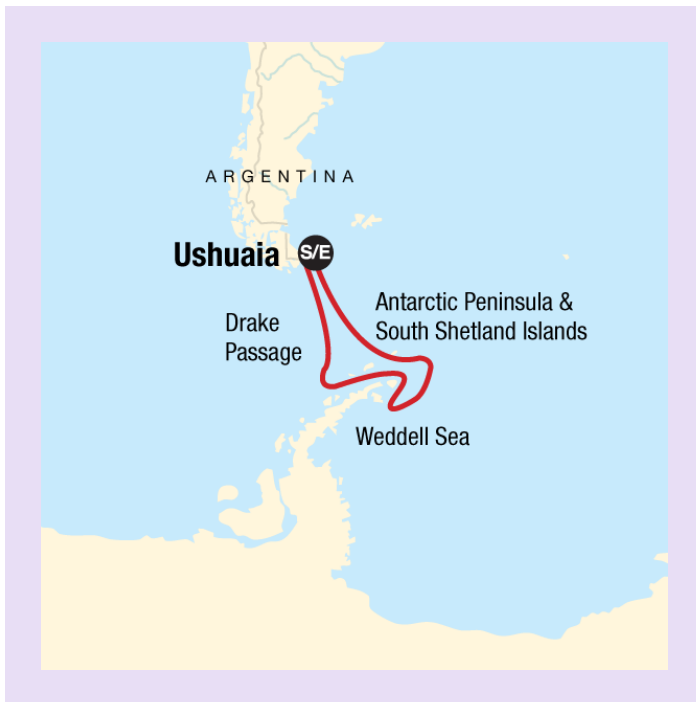 ARGENTINA
Ushuaia
S/E
Antarctic Peninsula &
South Shetland Islands
Drake
Passage
Weddell Sea